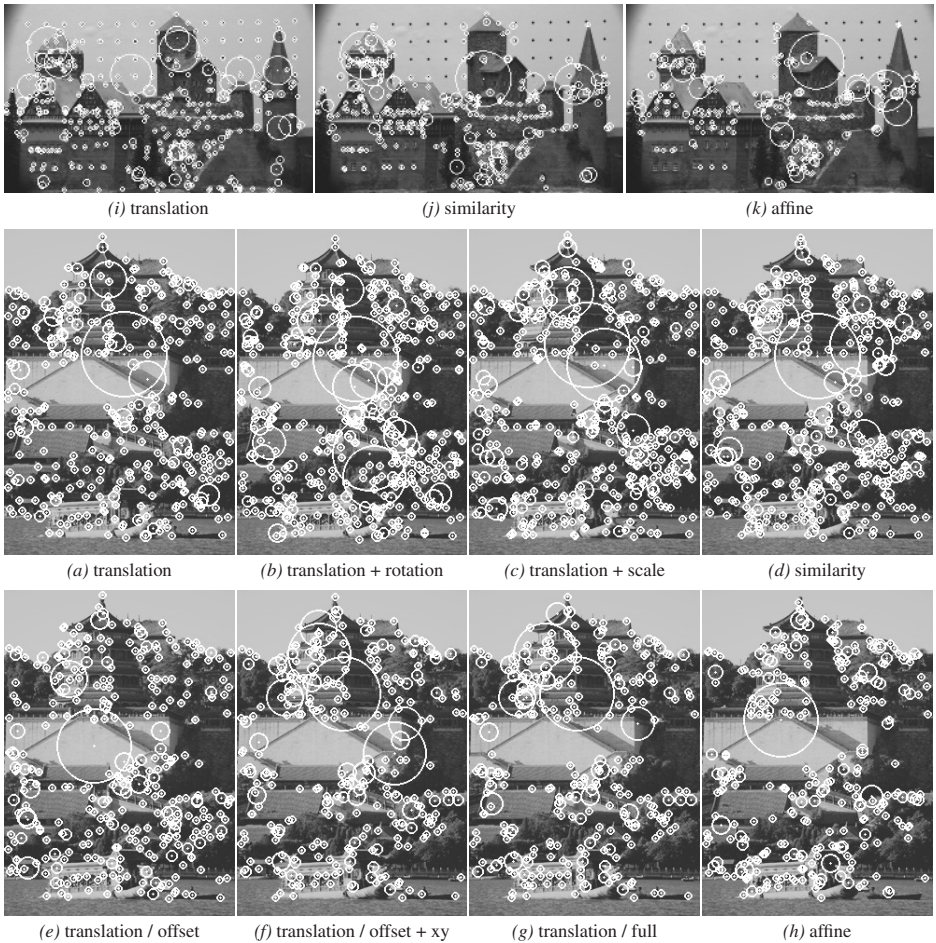 (i) translation
(j) similarity
(k) affine
(a) translation
(b) translation + rotation
(c) translation + scale
(d) similarity
(e) translation / offset
(f) translation / offset + xy
(g) translation / full
(h) affine